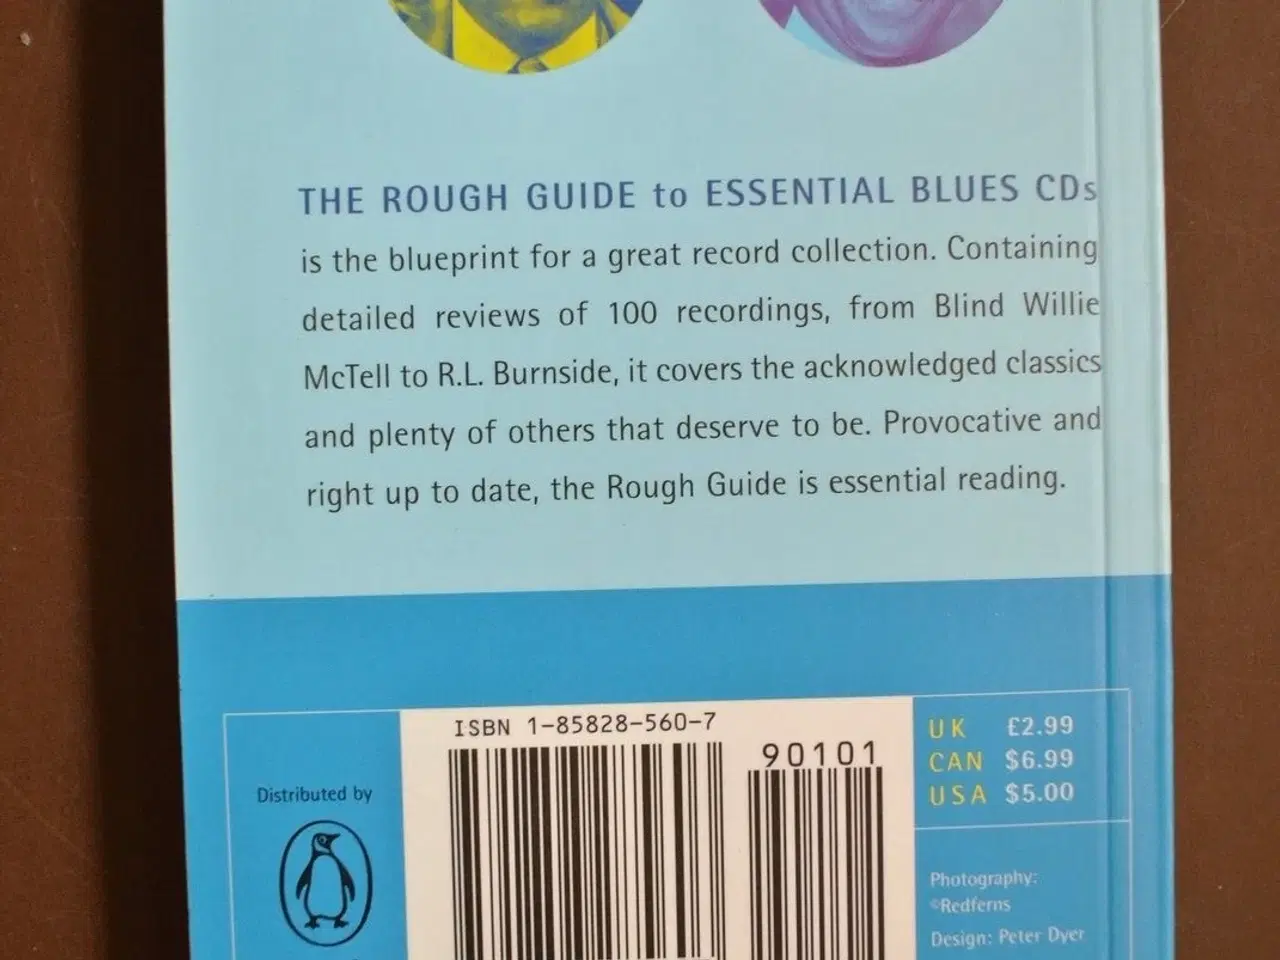 THE ROUGH GUIDE to ESSENTIAL BLUES CDs
is the blueprint for a great record collection. Containing
detailed reviews of 100 recordings, from Blind Willie
McTell to R.L. Burnside, it covers the acknowledged classics
and plenty of others that deserve to be. Provocative and
right up to date, the Rough Guide is essential reading.
ISBN 1-85828-560-7
90101
UK £2.99
CAN $6.99
USA $5.00
Distributed by
Photography:
©Redferns
Design: Peter Dyer